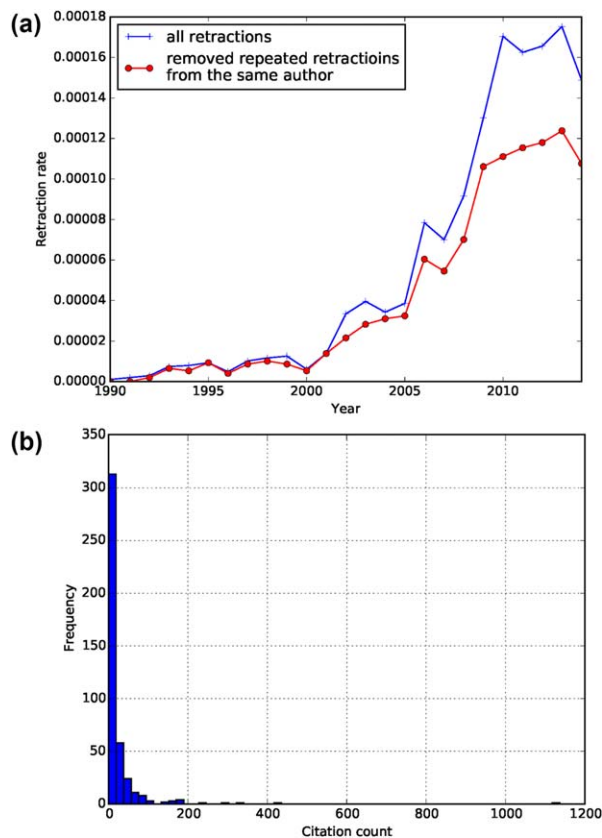 (a)
all retractions
removed repeated retractioins
from the same author
0.00018
0.00016
0.00014
0.00012
0.00010
0.00008
0.00006
0.00004
0.00002
0.00000
Retraction rate
1990 1995 2000 2005 2010
Year
(b)
350
300
250
200
150
100
50
0
Frequency
0 200 400 600 800 1000 1200
Citation count